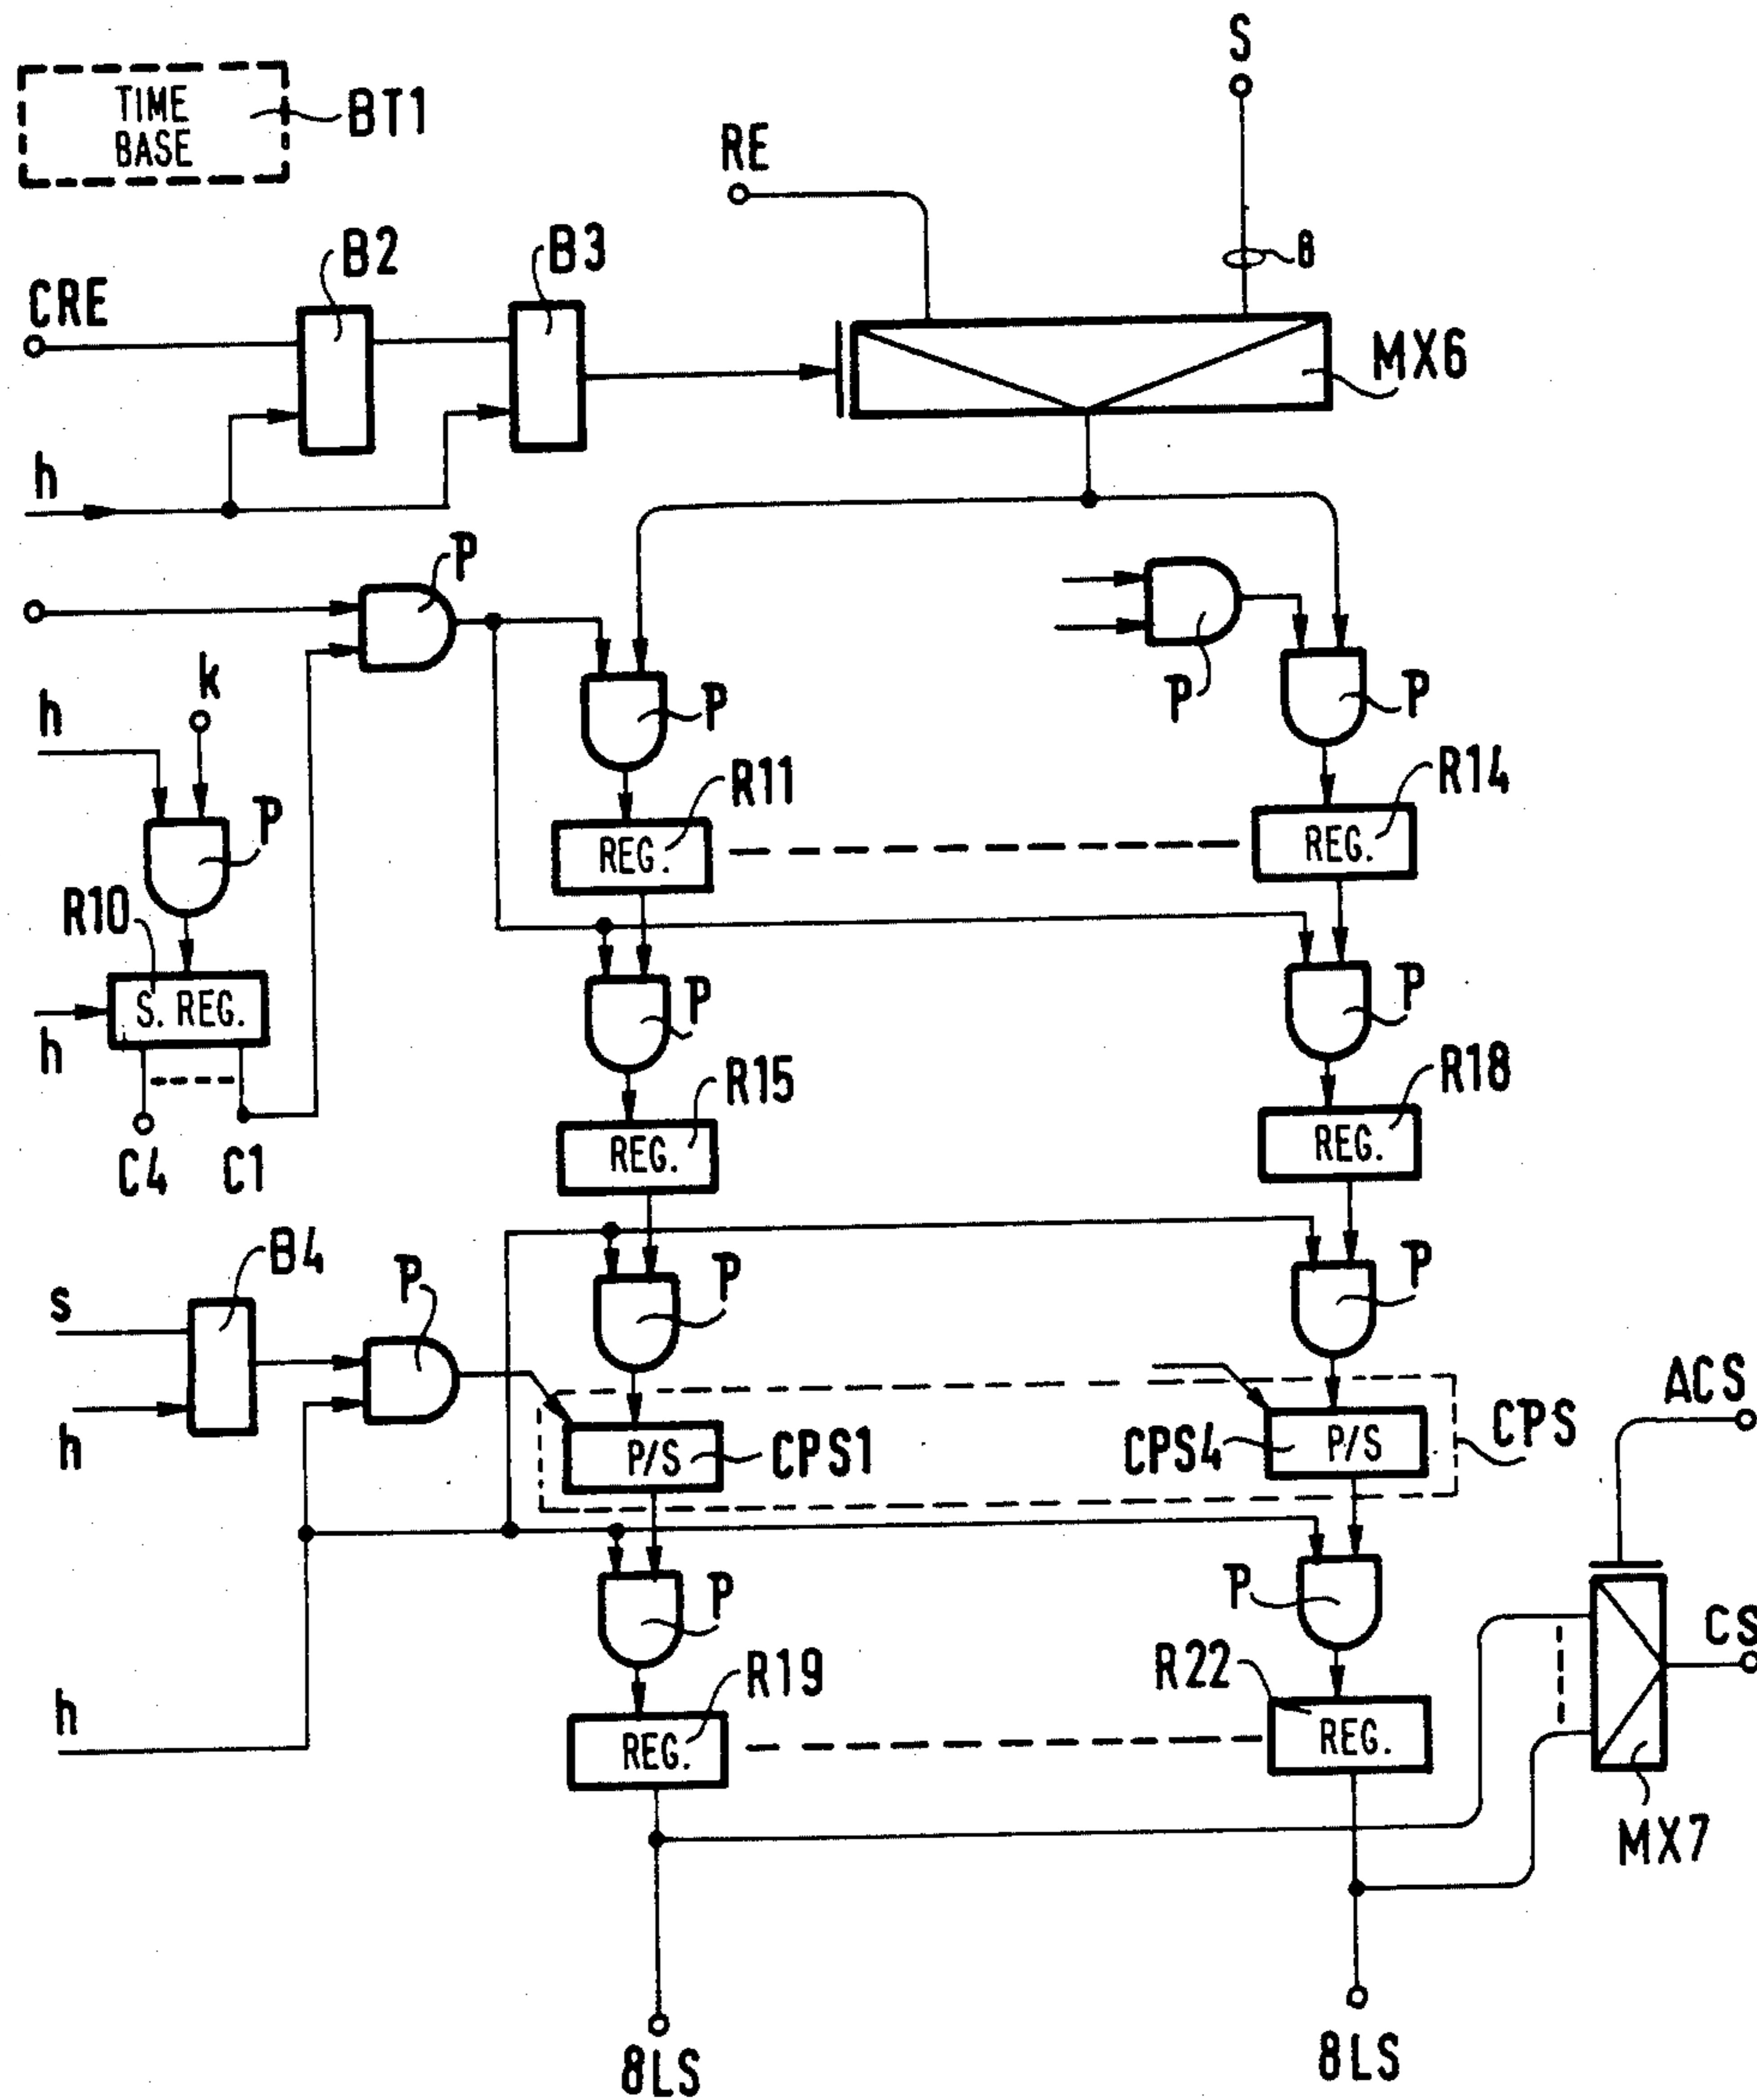 S
TIME
BASE
BT1
RE
8
B2
B3
CRE
MX6
h
P
P
P
P
k
h
P
R11
R14
REG.
REG.
R10
S. REG.
h
P
P
R15
R18
C4
C1
REG.
REG.
B4
P
s
P
P
h
ACS
CPS
CPS1
P/S
CPS4
P/S
P
P
CS
R19
R22
h
REG.
REG.
MX7
8LS
8LS